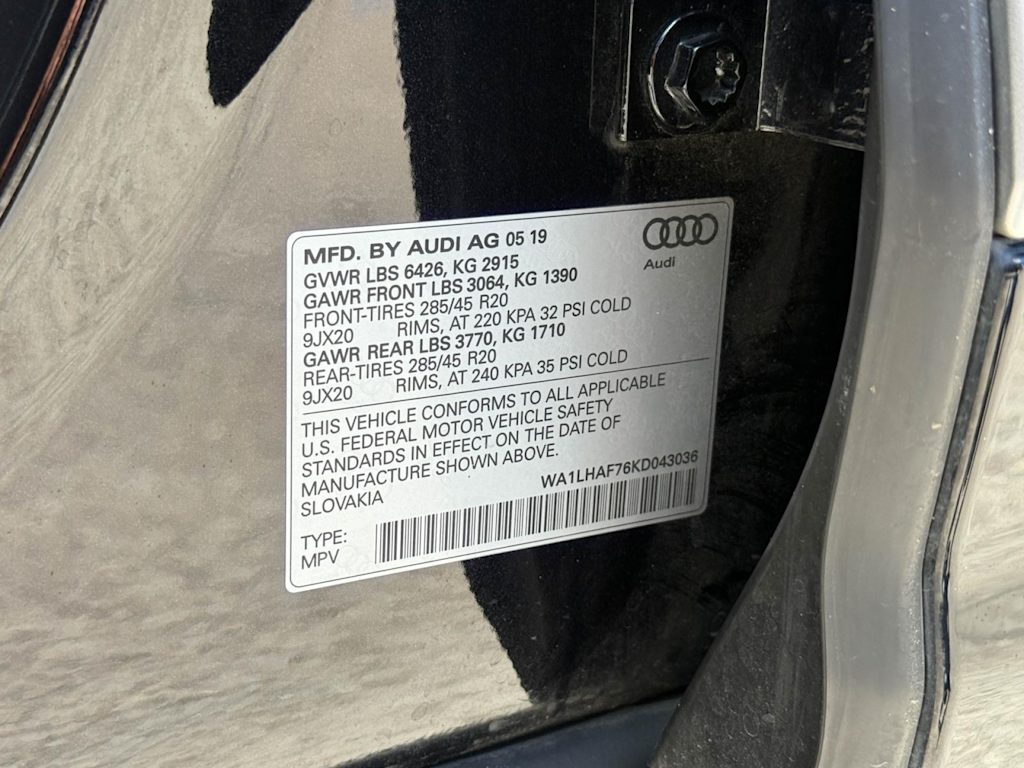 MFD. BY AUDI AG 05 19
Audi
GVWR LBS 6426, KG 2915
GAWR FRONT LBS 3064, KG 1390
FRONT-TIRES 285/45 R20
9JX20 RIMS, AT 220 KPA 32 PSI COLD
GAWR REAR LBS 3770, KG 1710
REAR-TIRES 285/45 R20
9JX20 RIMS, AT 240 KPA 35 PSI COLD
THIS VEHICLE CONFORMS TO ALL APPLICABLE
U.S. FEDERAL MOTOR VEHICLE SAFETY
STANDARDS IN EFFECT ON THE DATE OF
MANUFACTURE SHOWN ABOVE.
SLOVAKIA
WA1LHAF76KD043036
TYPE:
MPV